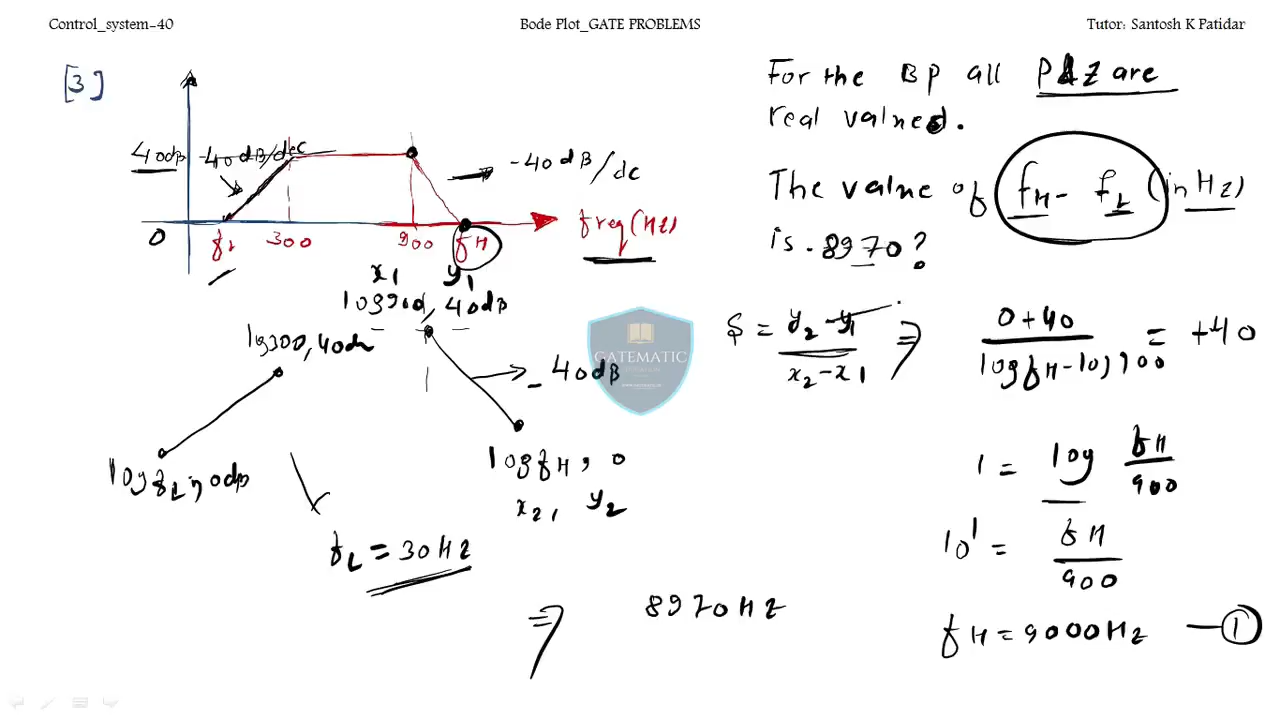 Control_system-40
Bode Plot_GATE PROBLEMS
Tutor: Santosh K Patidar
[3]
40dB
-40dB/dec
-40dB/dc
0
fL
300
900
fH
freq(Hz)
For the BP all P&Z are
real valued.
The value of fH - fL (in Hz)
is. 8970?
x1 y1
log900, 40dB
lg300, 40dB
-40dB
logfL, 0dB
logfH, 0
x2, y2
fL = 30Hz
⇒ 8970Hz
GATEMATIC
S = y2 - y1 / x2 - x1 ⇒ 0+40 / logfH - log900 = +40
1 = log fH / 900
10^1 = fH / 900
fH = 9000Hz —①